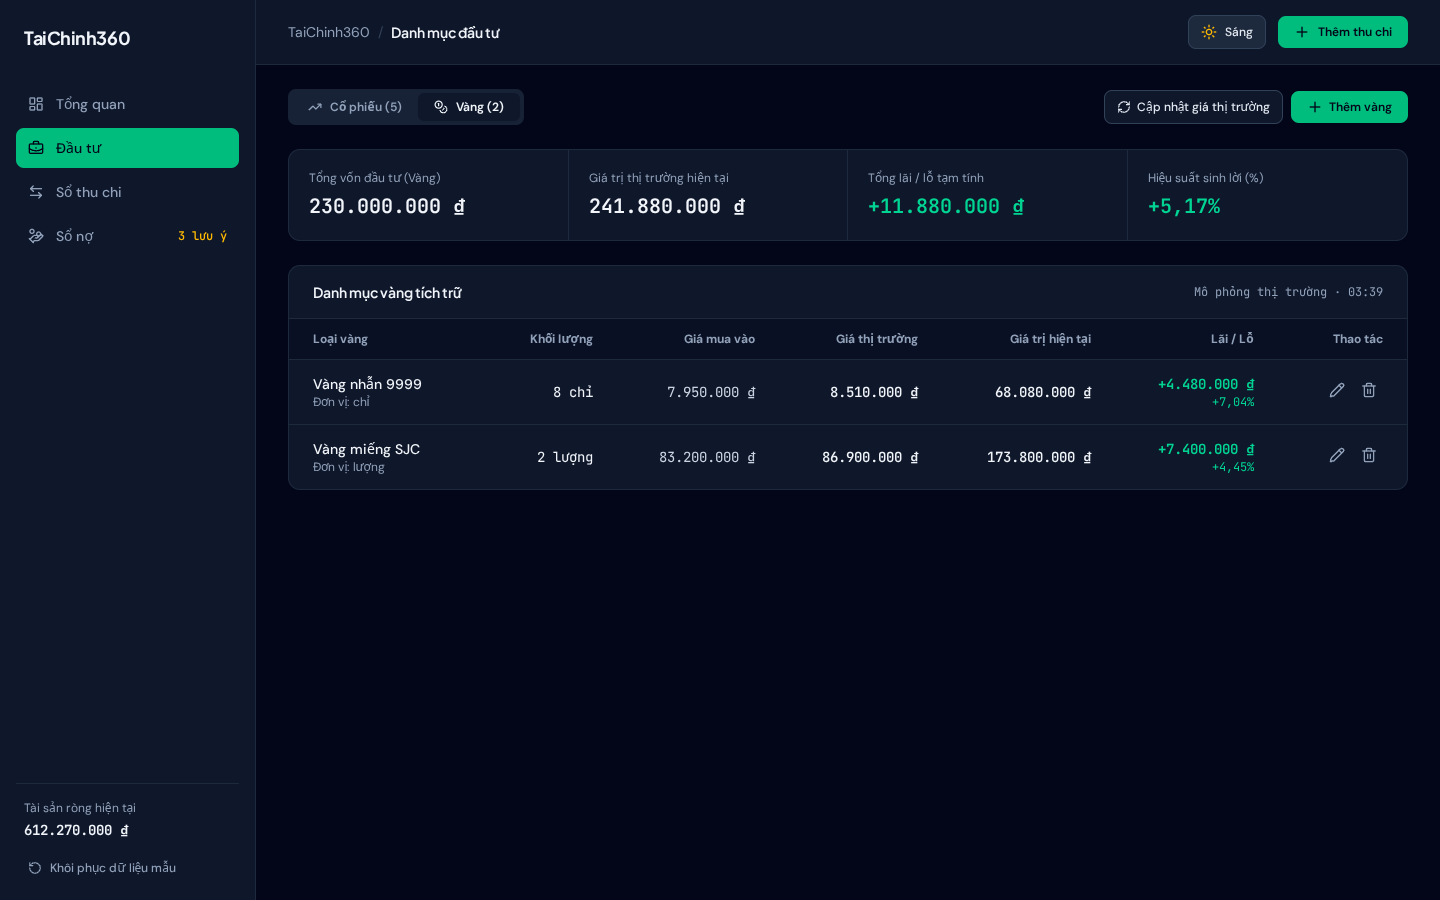 TaiChinh360
Tổng quan
Đầu tư
Sổ thu chi
Sổ nợ
3 lưu ý
Tài sản ròng hiện tại
612.270.000 ₫
Khôi phục dữ liệu mẫu
TaiChinh360 / Danh mục đầu tư
Sáng
Thêm thu chi
Cổ phiếu (5)
Vàng (2)
Cập nhật giá thị trường
Thêm vàng
Tổng vốn đầu tư (Vàng)
230.000.000 ₫
Giá trị thị trường hiện tại
241.880.000 ₫
Tổng lãi / lỗ tạm tính
+11.880.000 ₫
Hiệu suất sinh lời (%)
+5,17%
Danh mục vàng tích trữ
Mô phỏng thị trường · 03:39
Loại vàng Khối lượng Giá mua vào Giá thị trường Giá trị hiện tại Lãi / Lỗ Thao tác
Vàng nhẫn 9999
Đơn vị: chỉ
8 chỉ 7.950.000 ₫ 8.510.000 ₫ 68.080.000 ₫
+4.480.000 ₫
+7,04%
Vàng miếng SJC
Đơn vị: lượng
2 lượng 83.200.000 ₫ 86.900.000 ₫ 173.800.000 ₫
+7.400.000 ₫
+4,45%